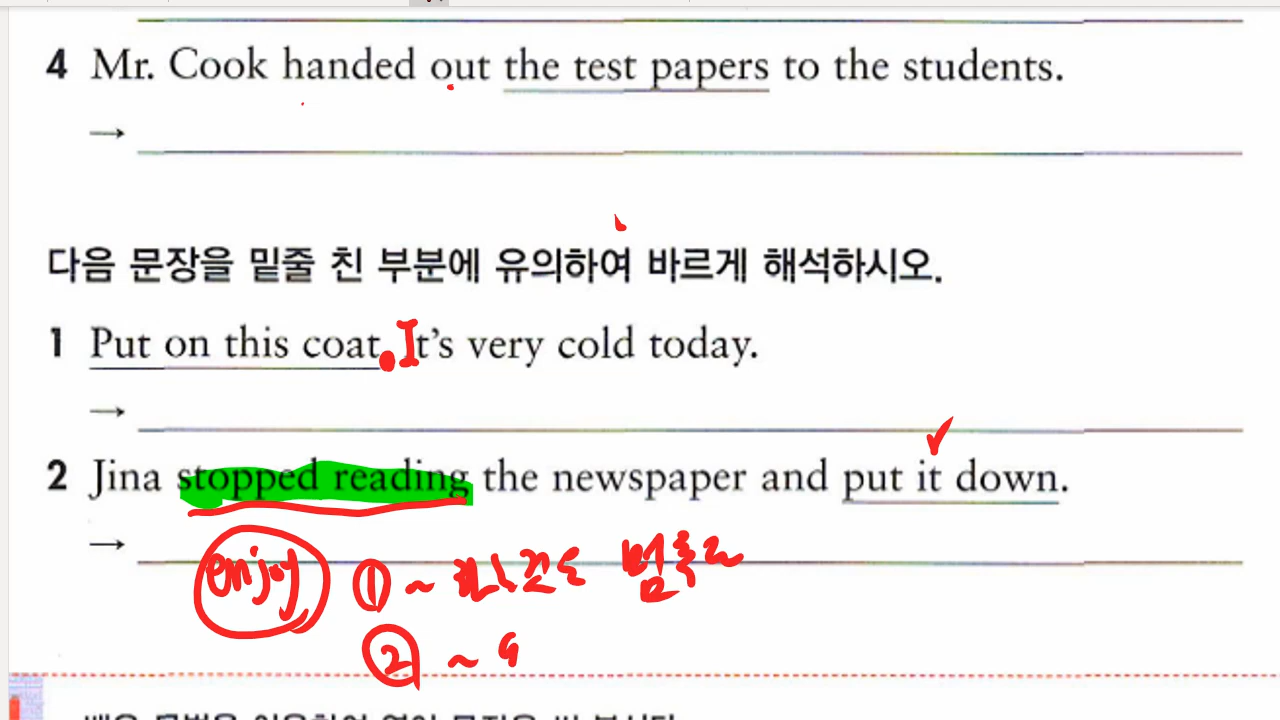 4 Mr. Cook handed out the test papers to the students.
→
다음 문장을 밑줄 친 부분에 유의하여 바르게 해석하시오.
1 Put on this coat. It's very cold today.
→
2 Jina stopped reading the newspaper and put it down.
→
enjoy ① ~ 하는 것을 멈추다
② ~